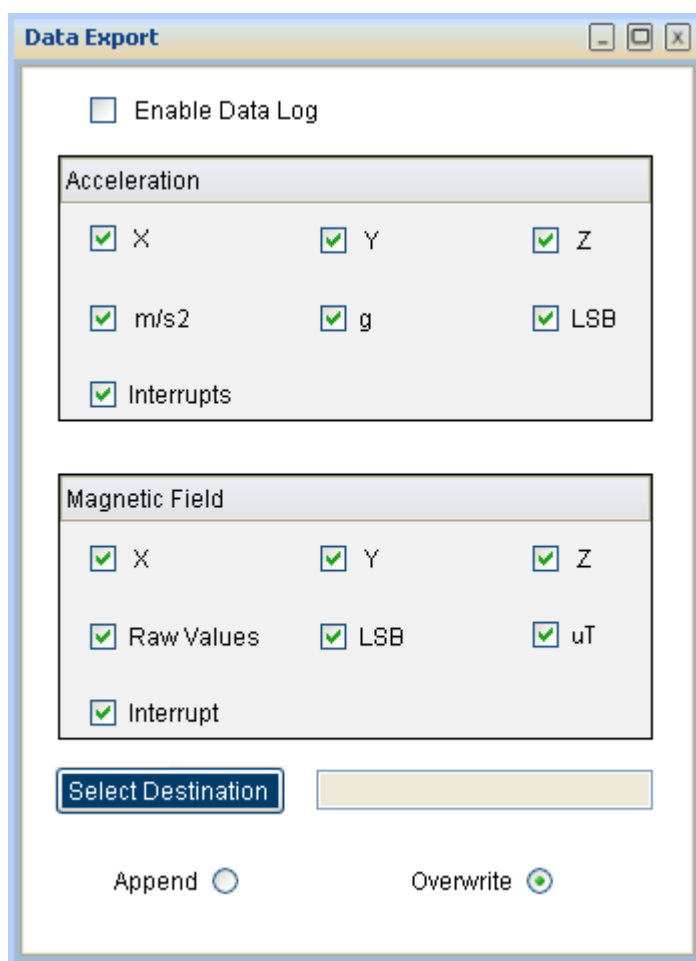 Data Export
Enable Data Log
Acceleration
X Y Z
m/s2 g LSB
Interrupts
Magnetic Field
X Y Z
Raw Values LSB uT
Interrupt
Select Destination
Append Overwrite